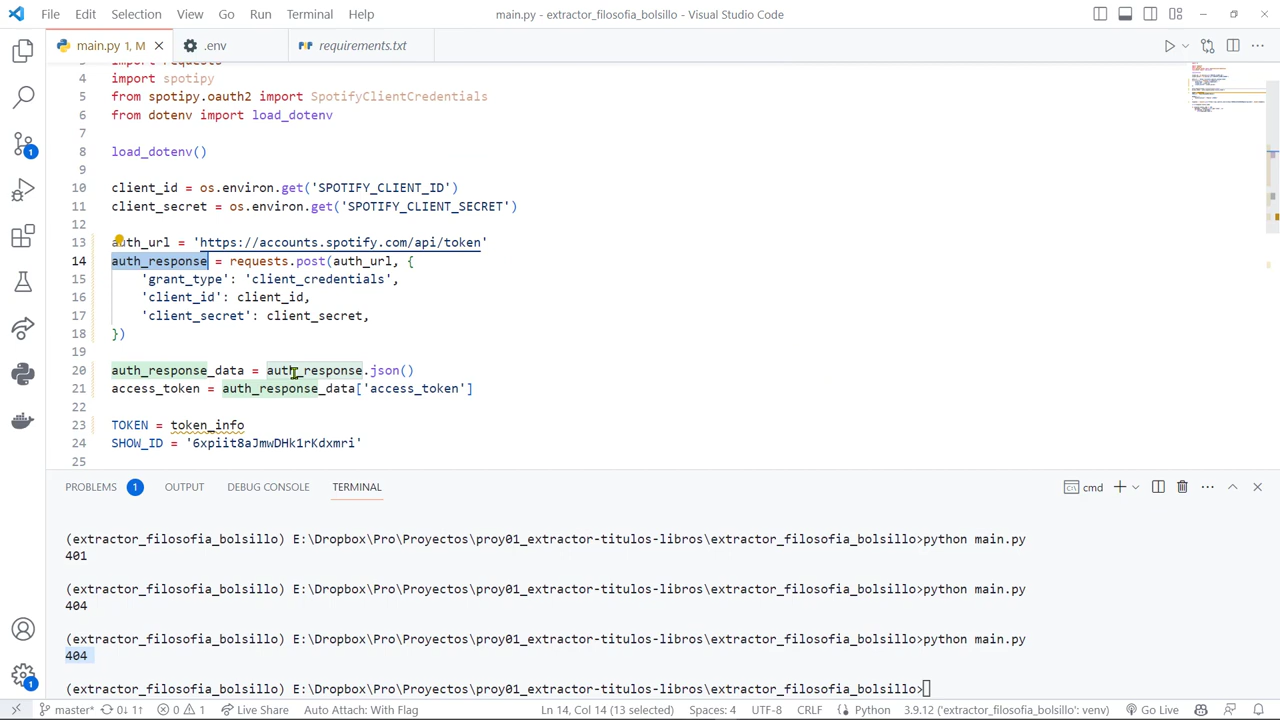 File Edit Selection View Go Run Terminal Help
main.py - extractor_filosofia_bolsillo - Visual Studio Code
main.py 1, M
.env
requirements.txt
4 import spotipy
5 from spotipy.oauth2 import yClientCredentials
6 from dotenv import load_dotenv
7
8 load_dotenv()
9
10 client_id = os.environ.get('SPOTIFY_CLIENT_ID')
11 client_secret = os.environ.get('SPOTIFY_CLIENT_SECRET')
12
13 auth_url = 'https://accounts.spotify.com/api/token'
14 auth_response = requests.post(auth_url, {
15 'grant_type': 'client_credentials',
16 'client_id': client_id,
17 'client_secret': client_secret,
18 })
19
20 auth_response_data = auth_response.json()
21 access_token = auth_response_data['access_token']
22
23 TOKEN = token_info
24 SHOW_ID = '6xpiit8aJmwDHk1rKdxmri'
25
PROBLEMS 1 OUTPUT DEBUG CONSOLE TERMINAL
cmd
(extractor_filosofia_bolsillo) E:\Dropbox\Pro\Proyectos\proy01_extractor-titulos-libros\extractor_filosofia_bolsillo>python main.py
401
(extractor_filosofia_bolsillo) E:\Dropbox\Pro\Proyectos\proy01_extractor-titulos-libros\extractor_filosofia_bolsillo>python main.py
404
(extractor_filosofia_bolsillo) E:\Dropbox\Pro\Proyectos\proy01_extractor-titulos-libros\extractor_filosofia_bolsillo>python main.py
404
(extractor_filosofia_bolsillo) E:\Dropbox\Pro\Proyectos\proy01_extractor-titulos-libros\extractor_filosofia_bolsillo>
1
1
master* 0↓ 1↑ 0 1 Live Share Auto Attach: With Flag Ln 14, Col 14 (13 selected) Spaces: 4 UTF-8 CRLF Python 3.9.12 ('extractor_filosofia_bolsillo': venv) Go Live